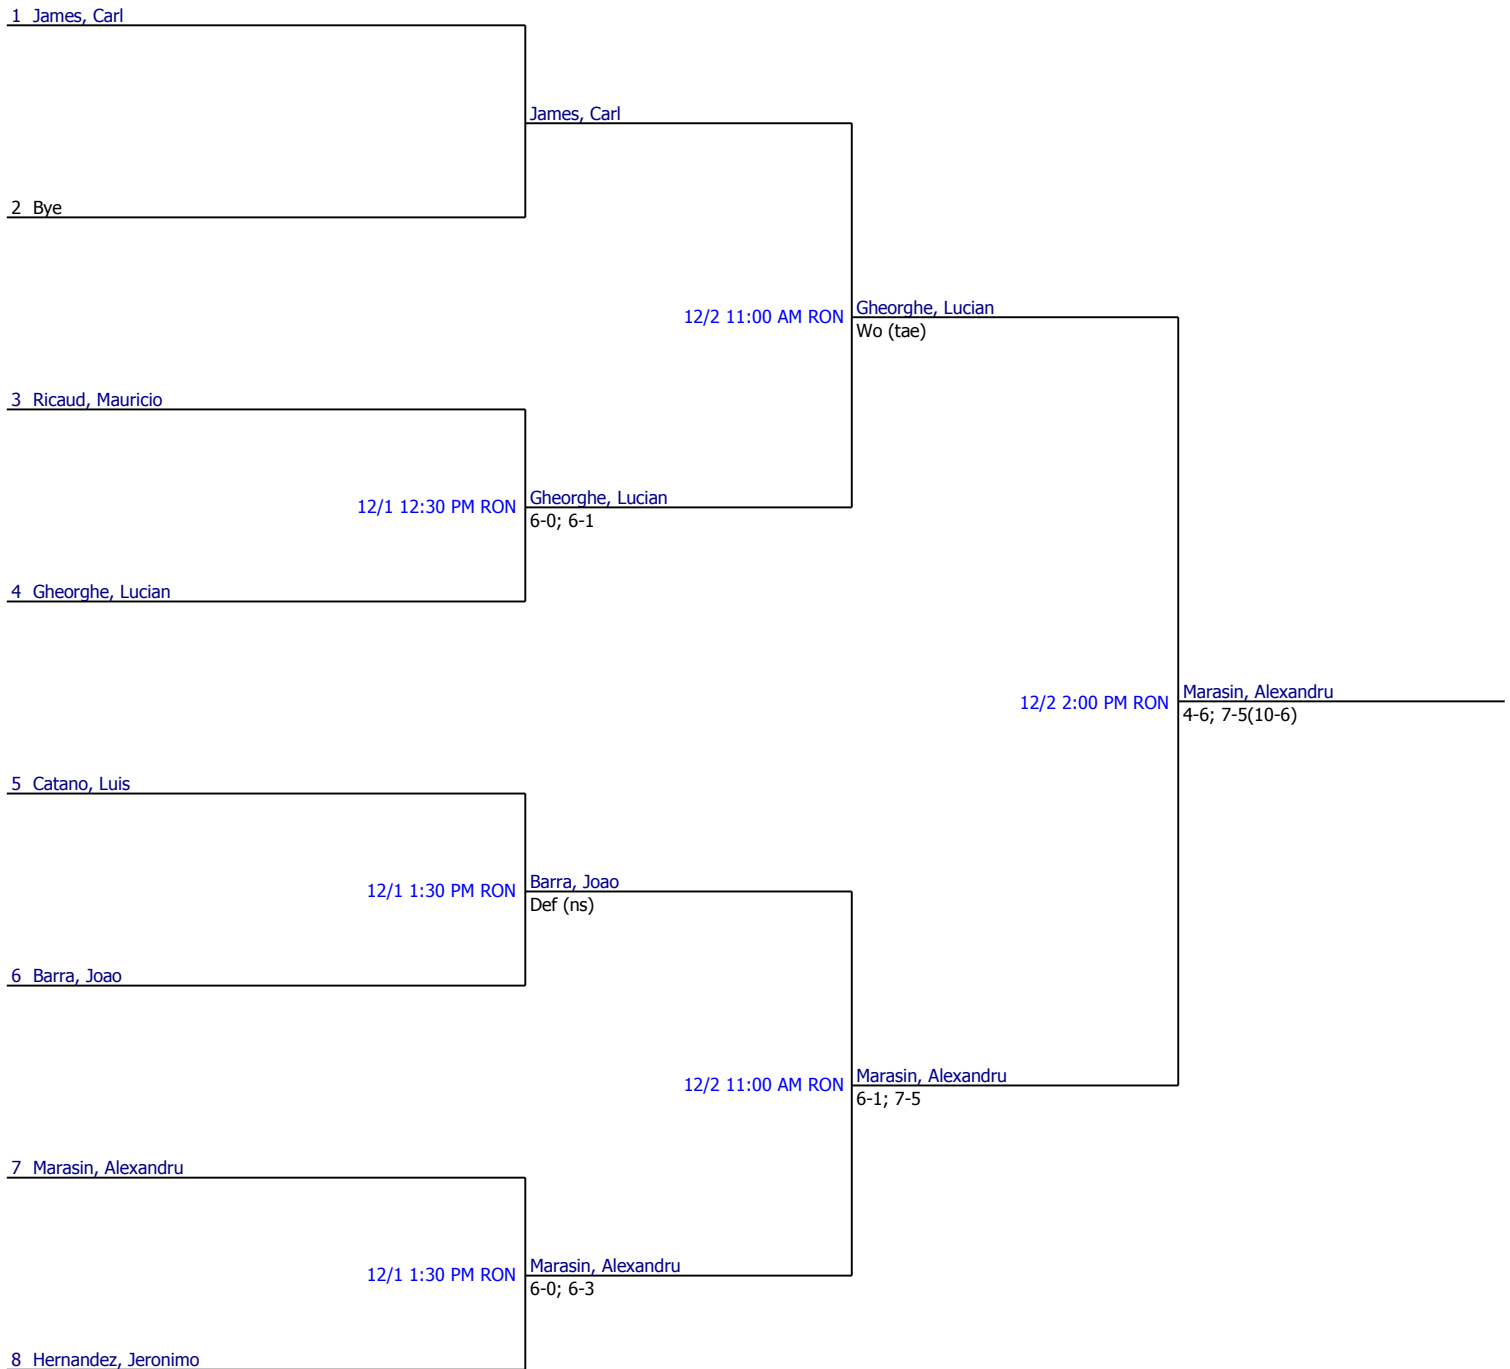 1 James, Carl
James, Carl
2 Bye
12/2 11:00 AM RON
Gheorghe, Lucian
Wo (tae)
3 Ricaud, Mauricio
12/1 12:30 PM RON
Gheorghe, Lucian
6-0; 6-1
4 Gheorghe, Lucian
12/2 2:00 PM RON
Marasin, Alexandru
4-6; 7-5(10-6)
5 Catano, Luis
12/1 1:30 PM RON
Barra, Joao
Def (ns)
6 Barra, Joao
12/2 11:00 AM RON
Marasin, Alexandru
6-1; 7-5
7 Marasin, Alexandru
12/1 1:30 PM RON
Marasin, Alexandru
6-0; 6-3
8 Hernandez, Jeronimo